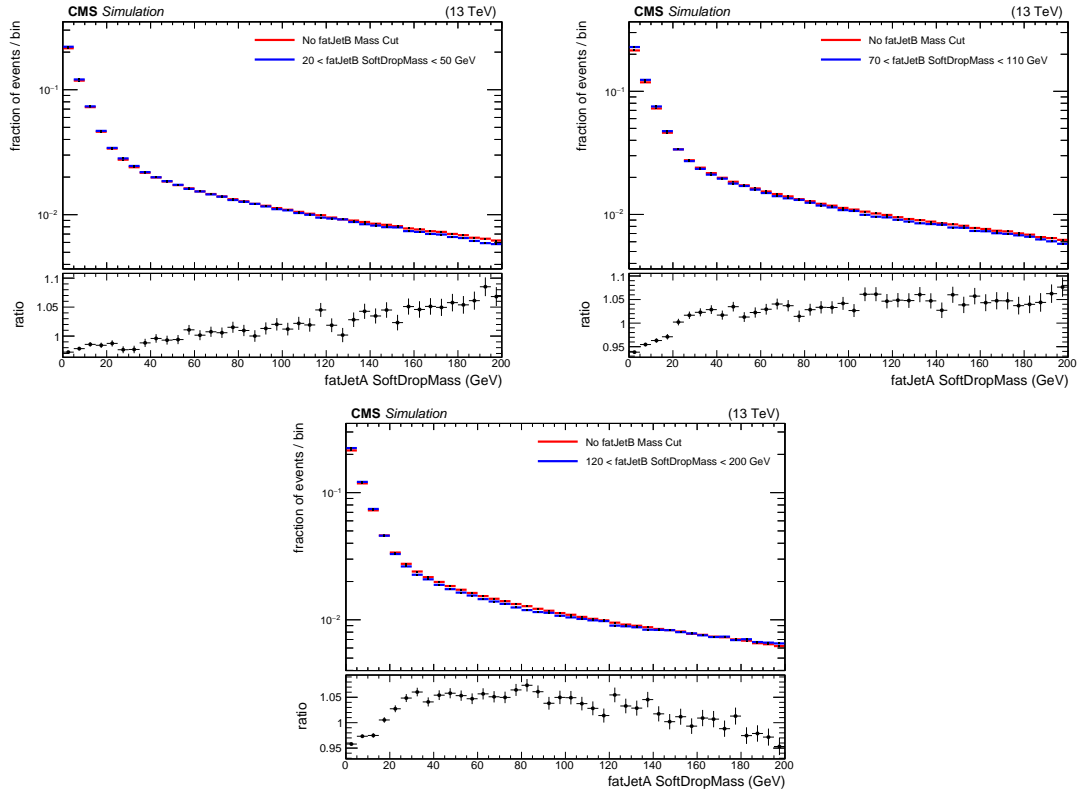 CMS Simulation (13 TeV)
No fatJetB Mass Cut
20 < fatJetB SoftDropMass < 50 GeV
fraction of events / bin
10⁻¹
10⁻²
ratio
1.1
1.05
1
0 20 40 60 80 100 120 140 160 180 200
fatJetA SoftDropMass (GeV)
CMS Simulation (13 TeV)
No fatJetB Mass Cut
70 < fatJetB SoftDropMass < 110 GeV
fraction of events / bin
10⁻¹
10⁻²
ratio
1.1
1.05
1
0.95
0 20 40 60 80 100 120 140 160 180 200
fatJetA SoftDropMass (GeV)
CMS Simulation (13 TeV)
No fatJetB Mass Cut
120 < fatJetB SoftDropMass < 200 GeV
fraction of events / bin
10⁻¹
10⁻²
ratio
1.05
1
0.95
0 20 40 60 80 100 120 140 160 180 200
fatJetA SoftDropMass (GeV)